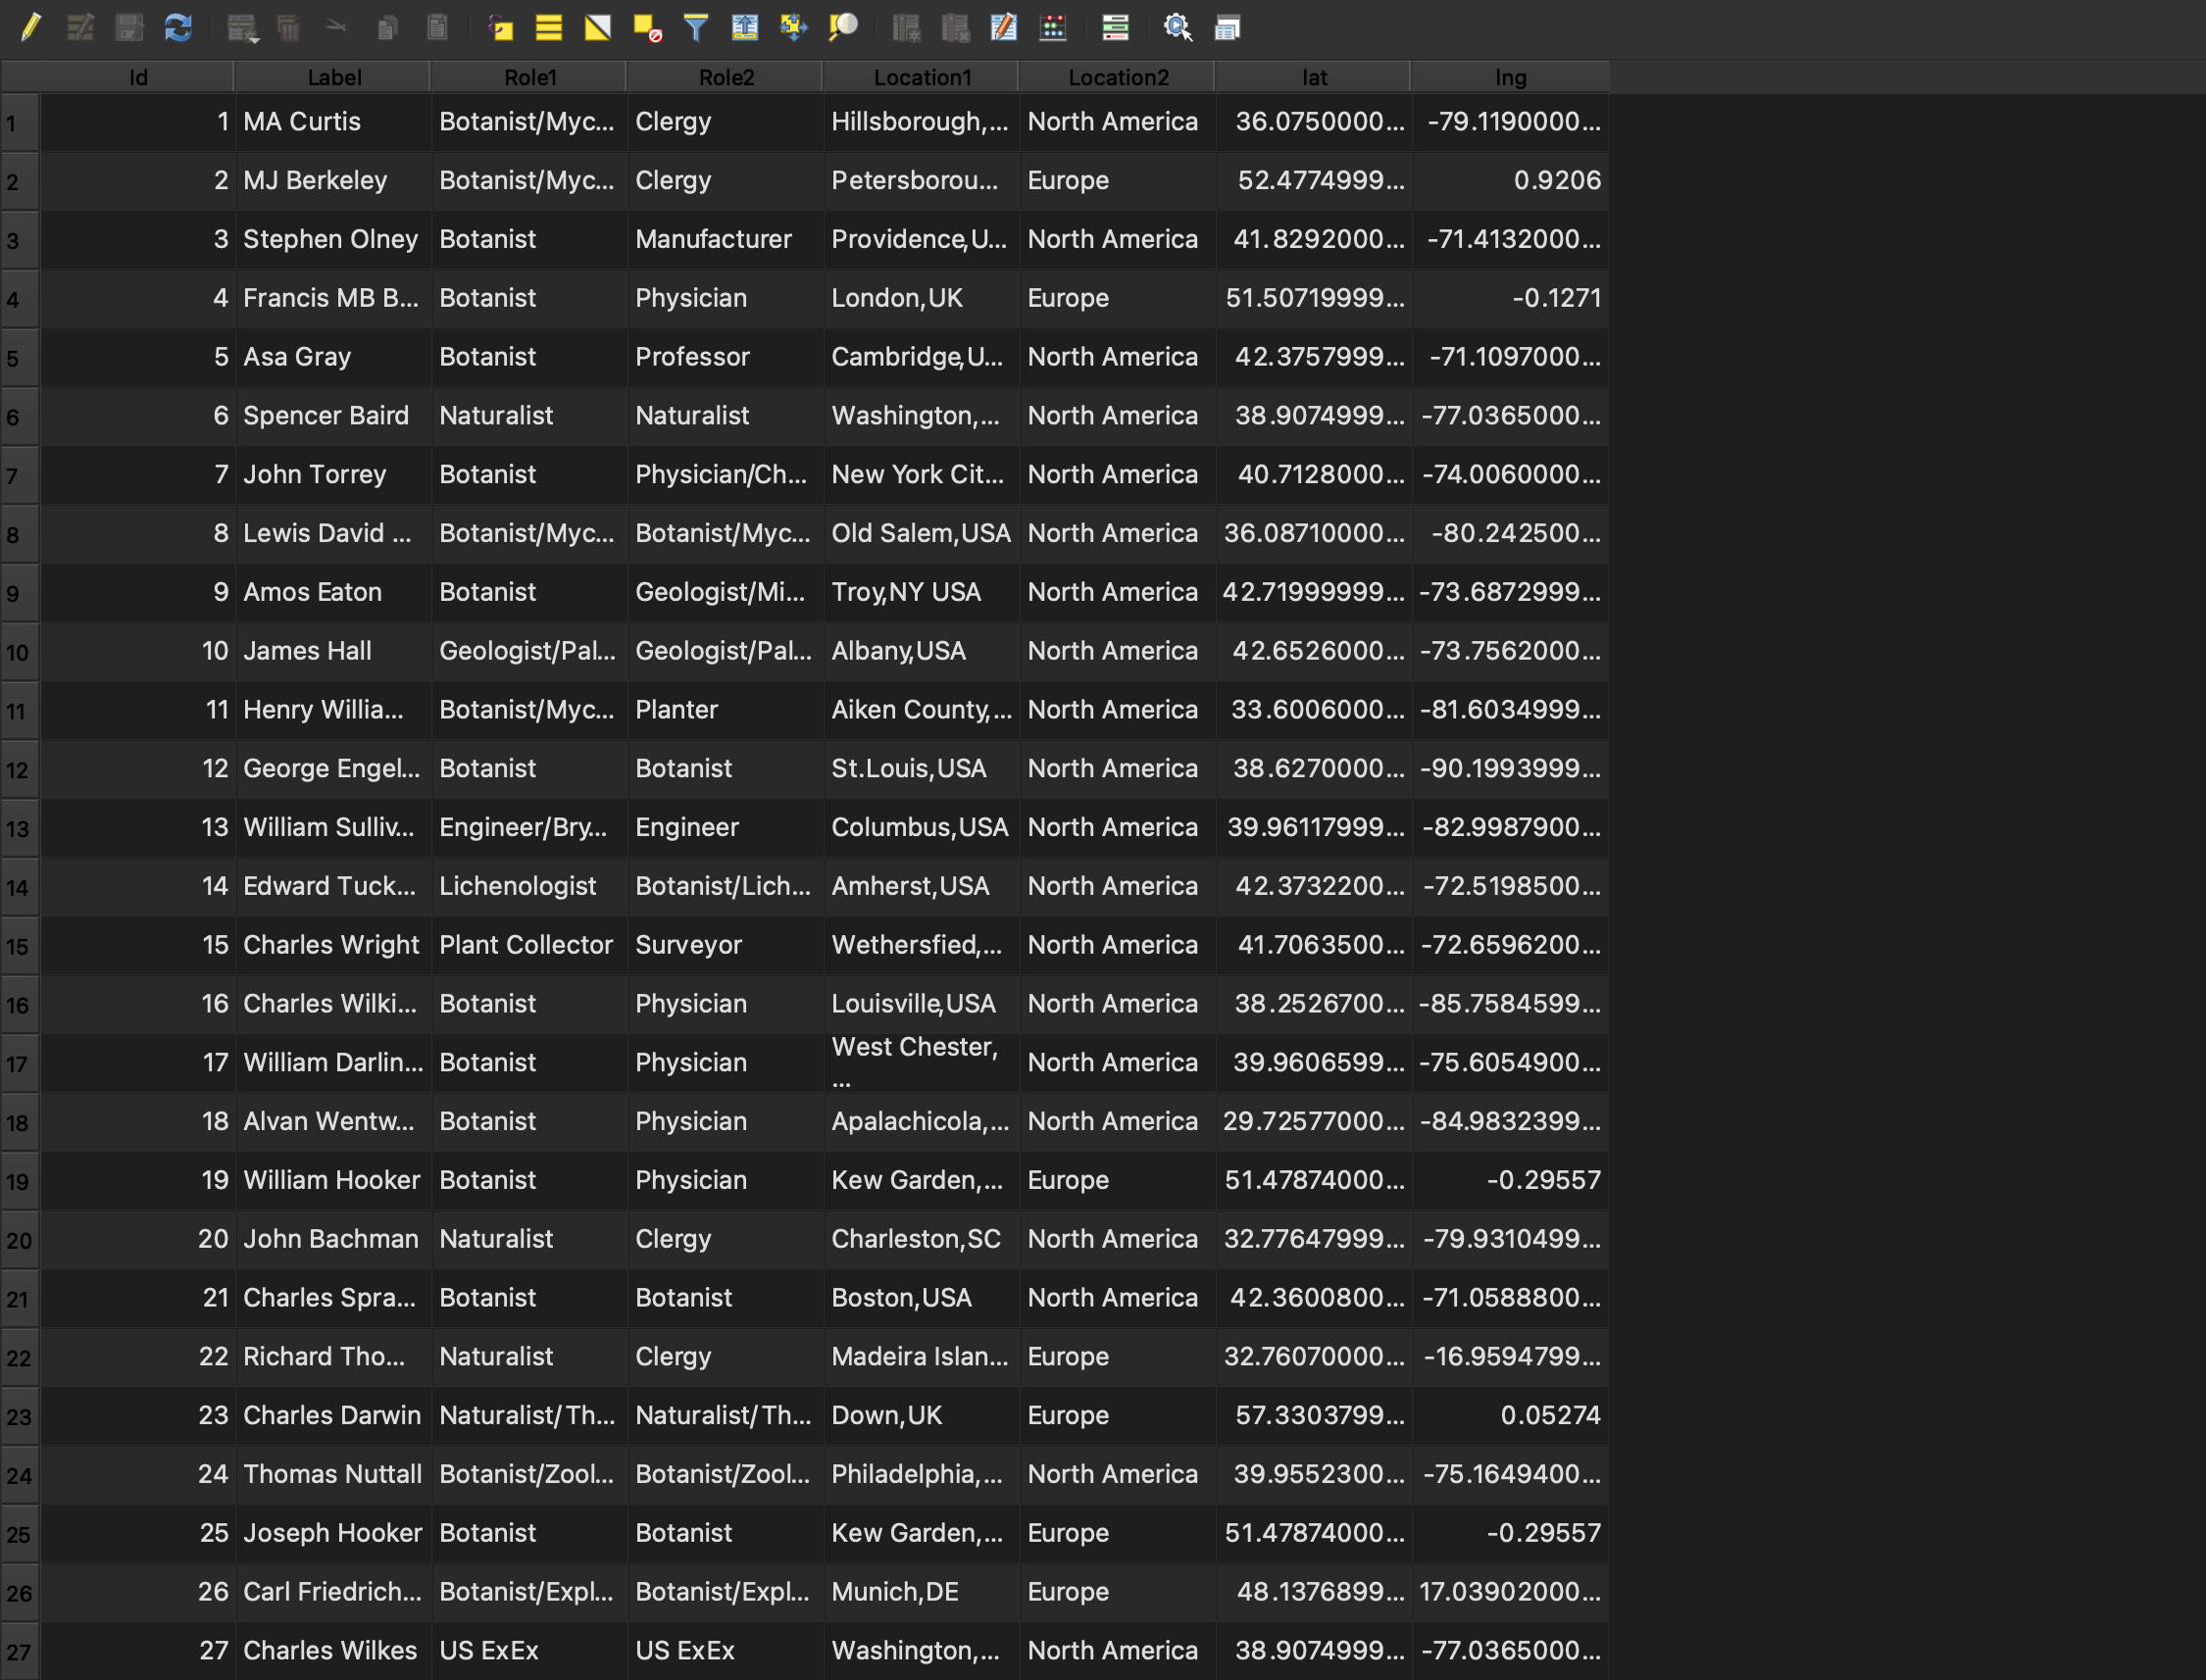 Id Label Role1 Role2 Location1 Location2 lat lng
1 1 MA Curtis Botanist/Myc... Clergy Hillsborough,... North America 36.0750000... -79.1190000...
2 2 MJ Berkeley Botanist/Myc... Clergy Petersborou... Europe 52.4774999... 0.9206
3 3 Stephen Olney Botanist Manufacturer Providence,U... North America 41.8292000... -71.4132000...
4 4 Francis MB B... Botanist Physician London,UK Europe 51.50719999... -0.1271
5 5 Asa Gray Botanist Professor Cambridge,U... North America 42.3757999... -71.1097000...
6 6 Spencer Baird Naturalist Naturalist Washington,... North America 38.9074999... -77.0365000...
7 7 John Torrey Botanist Physician/Ch... New York Cit... North America 40.7128000... -74.0060000...
8 8 Lewis David ... Botanist/Myc... Botanist/Myc... Old Salem,USA North America 36.08710000... -80.242500...
9 9 Amos Eaton Botanist Geologist/Mi... Troy,NY USA North America 42.71999999... -73.6872999...
10 10 James Hall Geologist/Pal... Geologist/Pal... Albany,USA North America 42.6526000... -73.7562000...
11 11 Henry Willia... Botanist/Myc... Planter Aiken County,... North America 33.6006000... -81.6034999...
12 12 George Engel... Botanist Botanist St.Louis,USA North America 38.6270000... -90.1993999...
13 13 William Sulliv... Engineer/Bry... Engineer Columbus,USA North America 39.96117999... -82.9987900...
14 14 Edward Tuck... Lichenologist Botanist/Lich... Amherst,USA North America 42.3732200... -72.5198500...
15 15 Charles Wright Plant Collector Surveyor Wethersfied,... North America 41.7063500... -72.6596200...
16 16 Charles Wilki... Botanist Physician Louisville,USA North America 38.2526700... -85.7584599...
17 17 William Darlin... Botanist Physician West Chester, ... North America 39.9606599... -75.6054900...
18 18 Alvan Wentw... Botanist Physician Apalachicola,... North America 29.72577000... -84.9832399...
19 19 William Hooker Botanist Physician Kew Garden,... Europe 51.47874000... -0.29557
20 20 John Bachman Naturalist Clergy Charleston,SC North America 32.77647999... -79.9310499...
21 21 Charles Spra... Botanist Botanist Boston,USA North America 42.3600800... -71.0588800...
22 22 Richard Tho... Naturalist Clergy Madeira Islan... Europe 32.76070000... -16.9594799...
23 23 Charles Darwin Naturalist/Th... Naturalist/Th... Down,UK Europe 57.3303799... 0.05274
24 24 Thomas Nuttall Botanist/Zool... Botanist/Zool... Philadelphia,... North America 39.9552300... -75.1649400...
25 25 Joseph Hooker Botanist Botanist Kew Garden,... Europe 51.47874000... -0.29557
26 26 Carl Friedrich... Botanist/Expl... Botanist/Expl... Munich,DE Europe 48.1376899... 17.03902000...
27 27 Charles Wilkes US ExEx US ExEx Washington,... North America 38.9074999... -77.0365000...